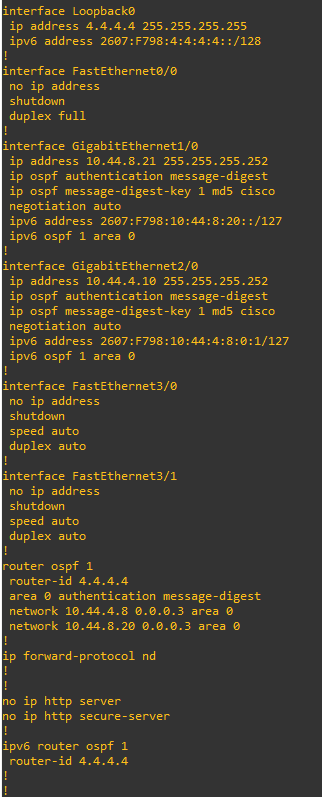 interface Loopback0
 ip address 4.4.4.4 255.255.255.255
 ipv6 address 2607:F798:4:4:4:4::/128
!
interface FastEthernet0/0
 no ip address
 shutdown
 duplex full
!
interface GigabitEthernet1/0
 ip address 10.44.8.21 255.255.255.252
 ip ospf authentication message-digest
 ip ospf message-digest-key 1 md5 cisco
 negotiation auto
 ipv6 address 2607:F798:10:44:8:20::/127
 ipv6 ospf 1 area 0
!
interface GigabitEthernet2/0
 ip address 10.44.4.10 255.255.255.252
 ip ospf authentication message-digest
 ip ospf message-digest-key 1 md5 cisco
 negotiation auto
 ipv6 address 2607:F798:10:44:4:8:0:1/127
 ipv6 ospf 1 area 0
!
interface FastEthernet3/0
 no ip address
 shutdown
 speed auto
 duplex auto
!
interface FastEthernet3/1
 no ip address
 shutdown
 speed auto
 duplex auto
!
router ospf 1
 router-id 4.4.4.4
 area 0 authentication message-digest
 network 10.44.4.8 0.0.0.3 area 0
 network 10.44.8.20 0.0.0.3 area 0
!
ip forward-protocol nd
!
!
no ip http server
no ip http secure-server
!
ipv6 router ospf 1
 router-id 4.4.4.4
!
!